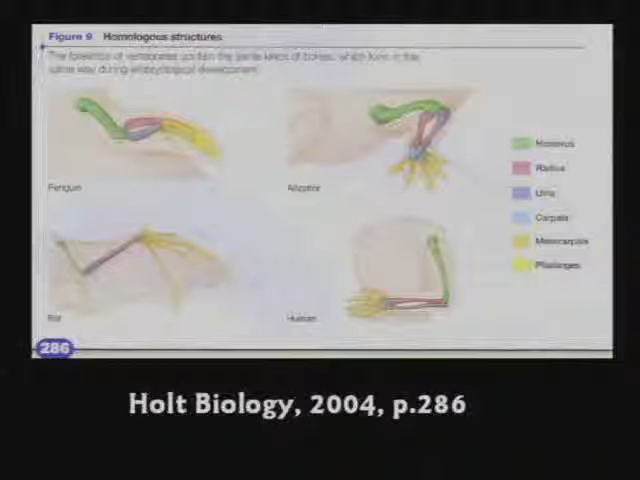 Figure 9 Homologous structures
The forelimbs of vertebrates contain the same kinds of bones, which form in the
same way during embryological development.
Penguin
Alligator
Humerus
Radius
Ulna
Carpals
Metacarpals
Phalanges
Bat
Human
286
Holt Biology, 2004, p.286